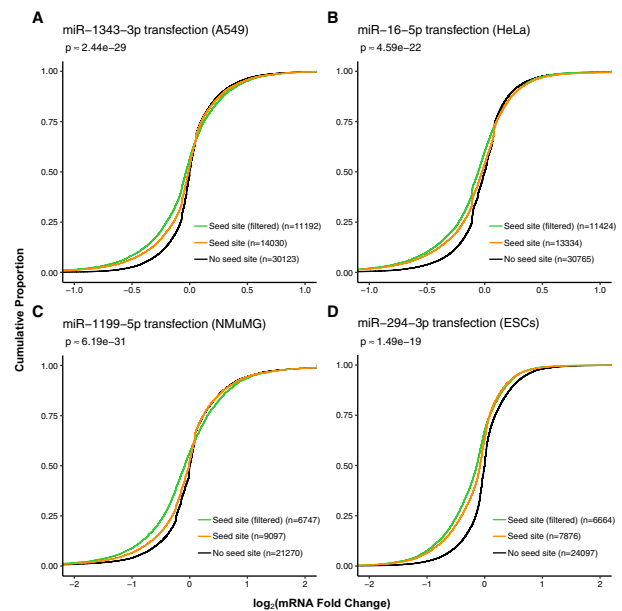 A
miR−1343−3p transfection (A549)
p ≈ 2.44e−29
1.00
0.75
0.50
0.25
0.00
Seed site (filtered) (n=11192)
Seed site (n=14030)
No seed site (n=30123)
−1.0
−0.5
0.0
0.5
1.0
B
miR−16−5p transfection (HeLa)
p ≈ 4.59e−22
1.00
0.75
0.50
0.25
0.00
Seed site (filtered) (n=11424)
Seed site (n=13334)
No seed site (n=30765)
−1.0
−0.5
0.0
0.5
1.0
Cumulative Proportion
C
miR−1199−5p transfection (NMuMG)
p ≈ 6.19e−31
1.00
0.75
0.50
0.25
0.00
Seed site (filtered) (n=6747)
Seed site (n=9097)
No seed site (n=21270)
−2
−1
0
1
2
D
miR−294−3p transfection (ESCs)
p ≈ 1.49e−19
1.00
0.75
0.50
0.25
0.00
Seed site (filtered) (n=6664)
Seed site (n=7876)
No seed site (n=24097)
−2
−1
0
1
2
log₂(mRNA Fold Change)